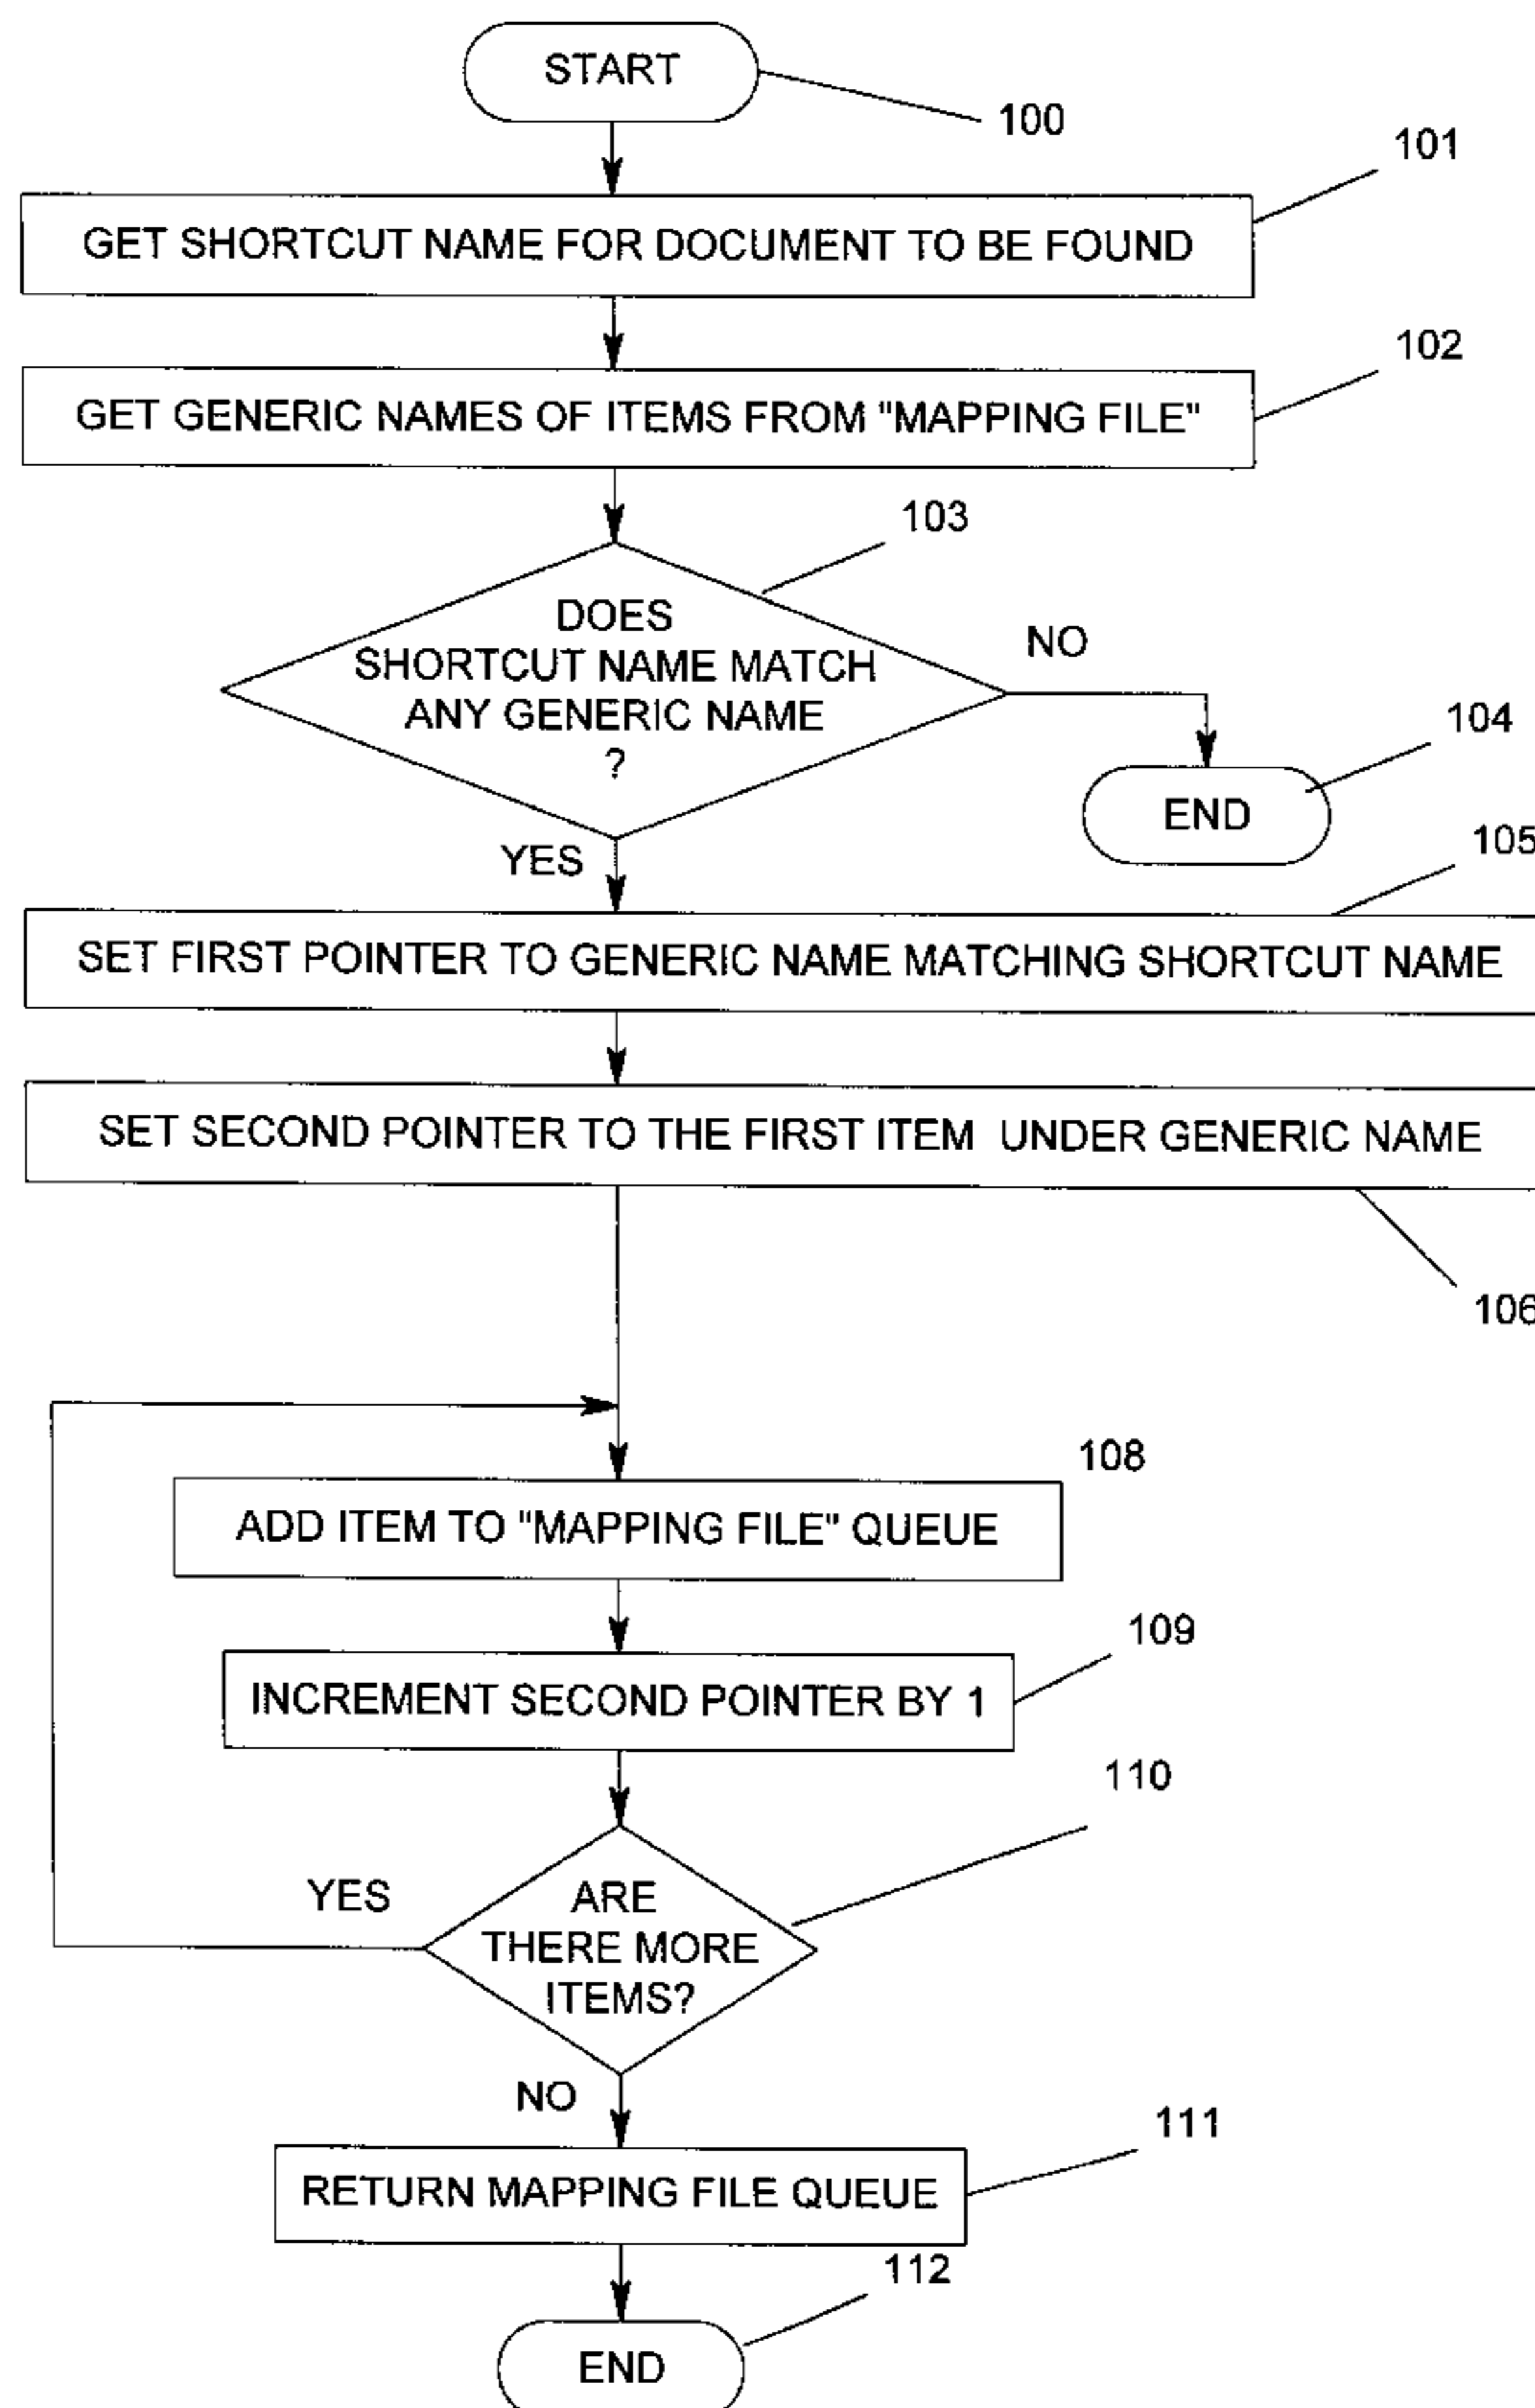 START
100
101
GET SHORTCUT NAME FOR DOCUMENT TO BE FOUND
102
GET GENERIC NAMES OF ITEMS FROM "MAPPING FILE"
103
DOES
SHORTCUT NAME MATCH
ANY GENERIC NAME
?
NO
104
END
YES
105
SET FIRST POINTER TO GENERIC NAME MATCHING SHORTCUT NAME
SET SECOND POINTER TO THE FIRST ITEM UNDER GENERIC NAME
106
108
ADD ITEM TO "MAPPING FILE" QUEUE
109
INCREMENT SECOND POINTER BY 1
110
YES
ARE
THERE MORE
ITEMS?
NO
111
RETURN MAPPING FILE QUEUE
112
END